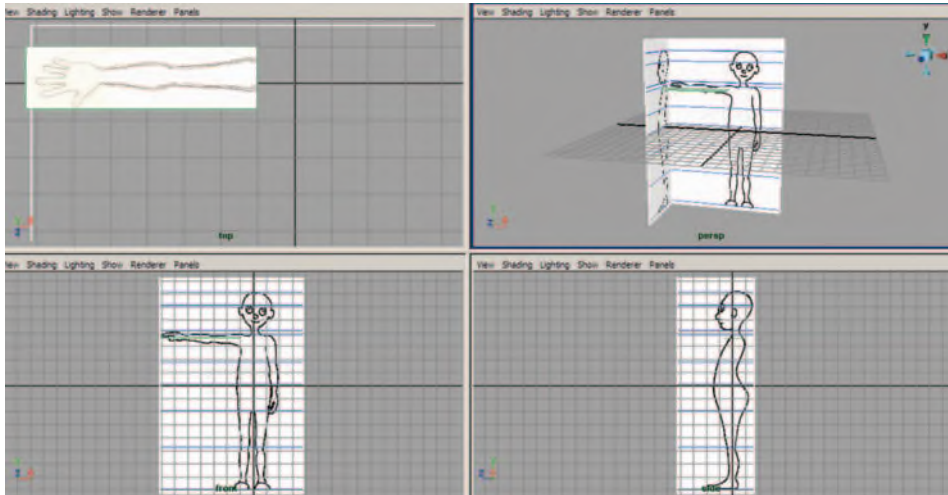 View Shading Lighting Show Renderer Panels
top
View Shading Lighting Show Renderer Panels
y
persp
View Shading Lighting Show Renderer Panels
front
View Shading Lighting Show Renderer Panels
side